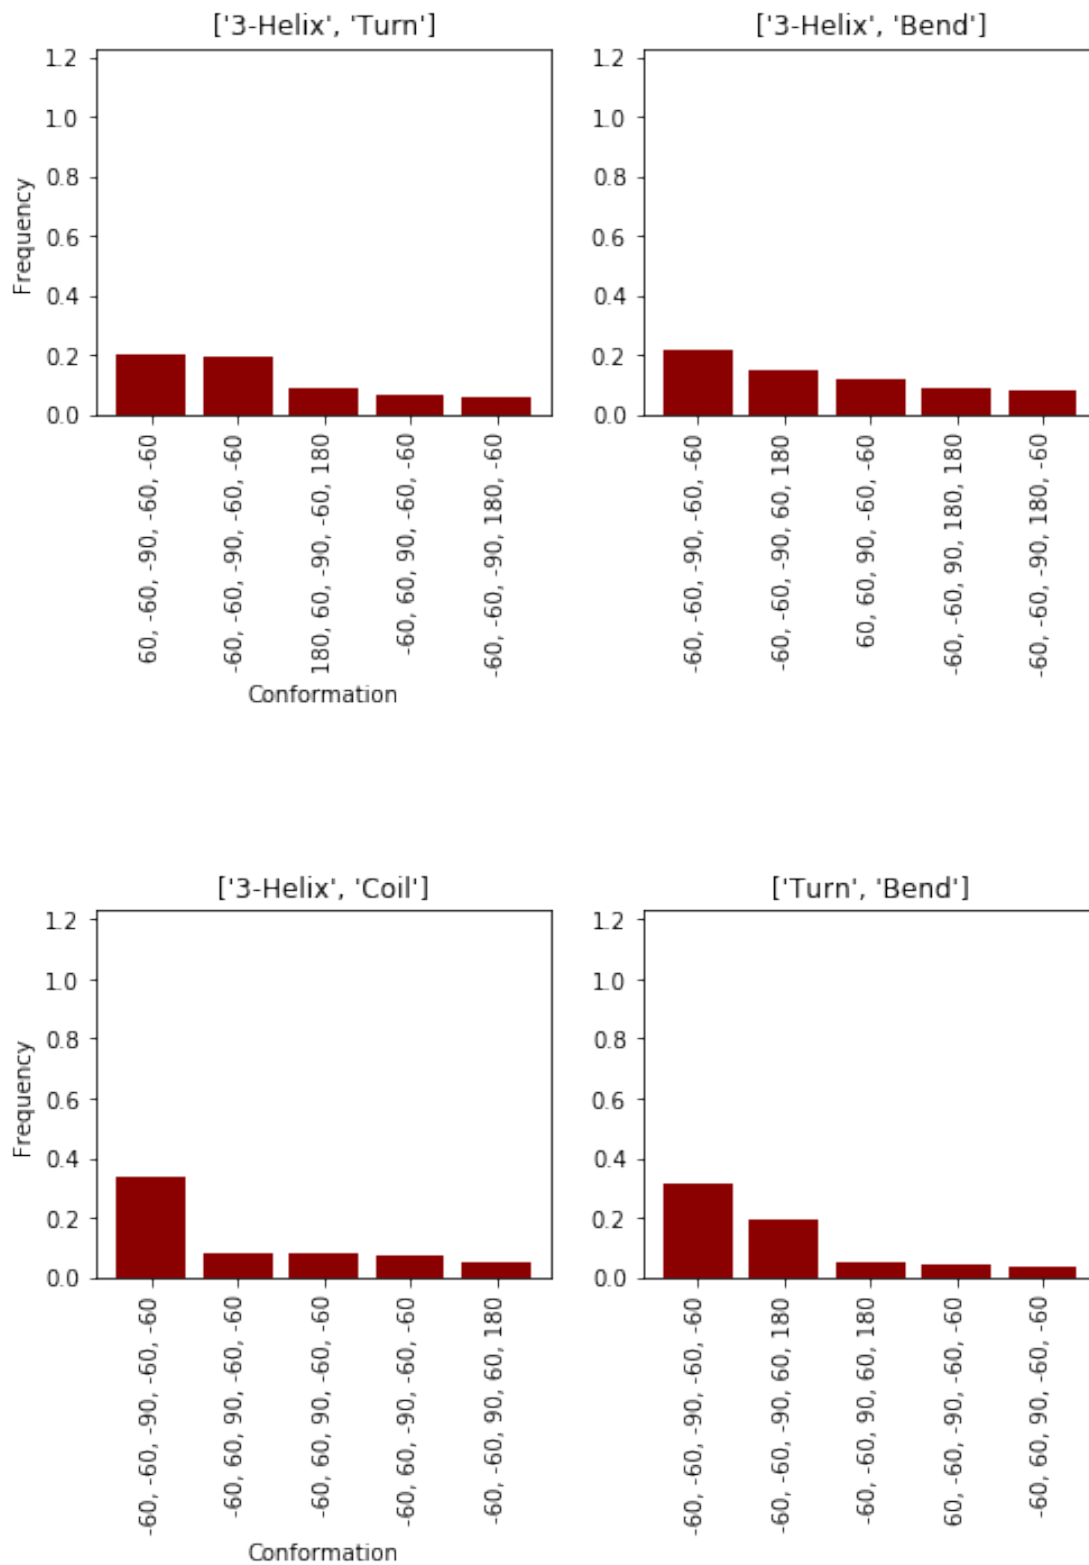 ['3-Helix', 'Turn']
1.2
1.0
0.8
0.6
0.4
0.2
0.0
Frequency
60, -60, -90, -60, -60
-60, -60, -90, -60, -60
180, 60, -90, -60, 180
-60, 60, 90, -60, -60
-60, -60, -90, 180, -60
Conformation
['3-Helix', 'Bend']
1.2
1.0
0.8
0.6
0.4
0.2
0.0
-60, -60, -90, -60, -60
-60, -60, -90, 60, 180
60, 60, 90, -60, -60
-60, -60, 90, 180, 180
-60, -60, -90, 180, -60
['3-Helix', 'Coil']
1.2
1.0
0.8
0.6
0.4
0.2
0.0
Frequency
-60, -60, -90, -60, -60
-60, 60, 90, -60, -60
-60, 60, 90, -60, -60
-60, 60, -90, -60, -60
-60, -60, 90, 60, 180
Conformation
['Turn', 'Bend']
1.2
1.0
0.8
0.6
0.4
0.2
0.0
-60, -60, -90, -60, -60
-60, -60, -90, 60, 180
-60, -60, 90, 60, 180
60, -60, -90, -60, -60
-60, 60, 90, -60, -60